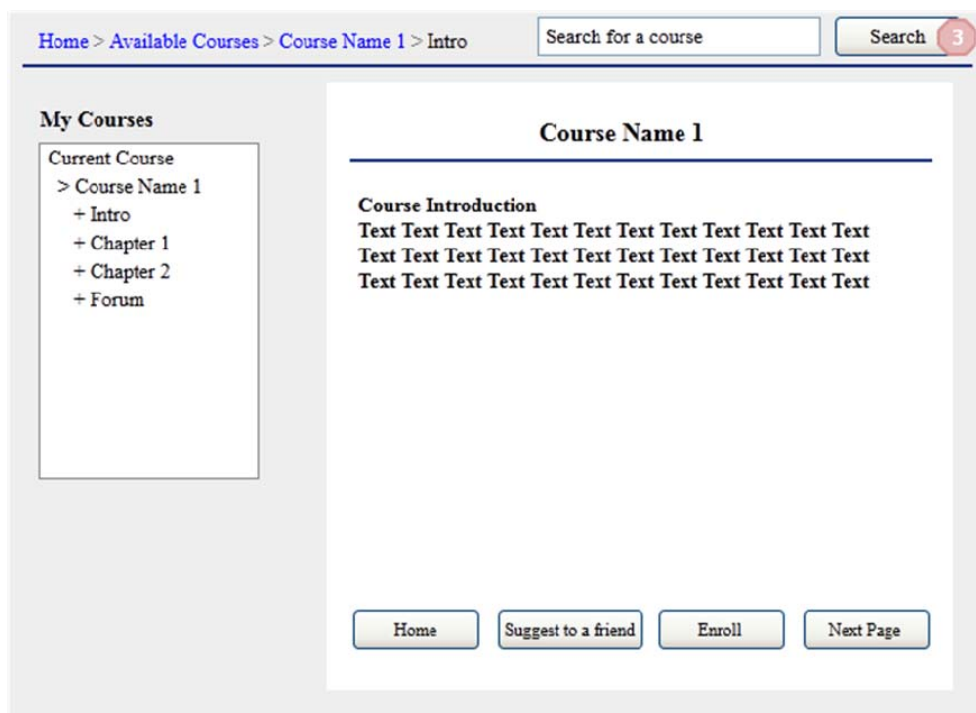 Home > Available Courses > Course Name 1 > Intro
Search for a course
Search
3
My Courses
Current Course
> Course Name 1
+ Intro
+ Chapter 1
+ Chapter 2
+ Forum
Course Name 1
Course Introduction
Text Text Text Text Text Text Text Text Text Text Text Text
Text Text Text Text Text Text Text Text Text Text Text Text
Text Text Text Text Text Text Text Text Text Text Text Text
Home
Suggest to a friend
Enroll
Next Page